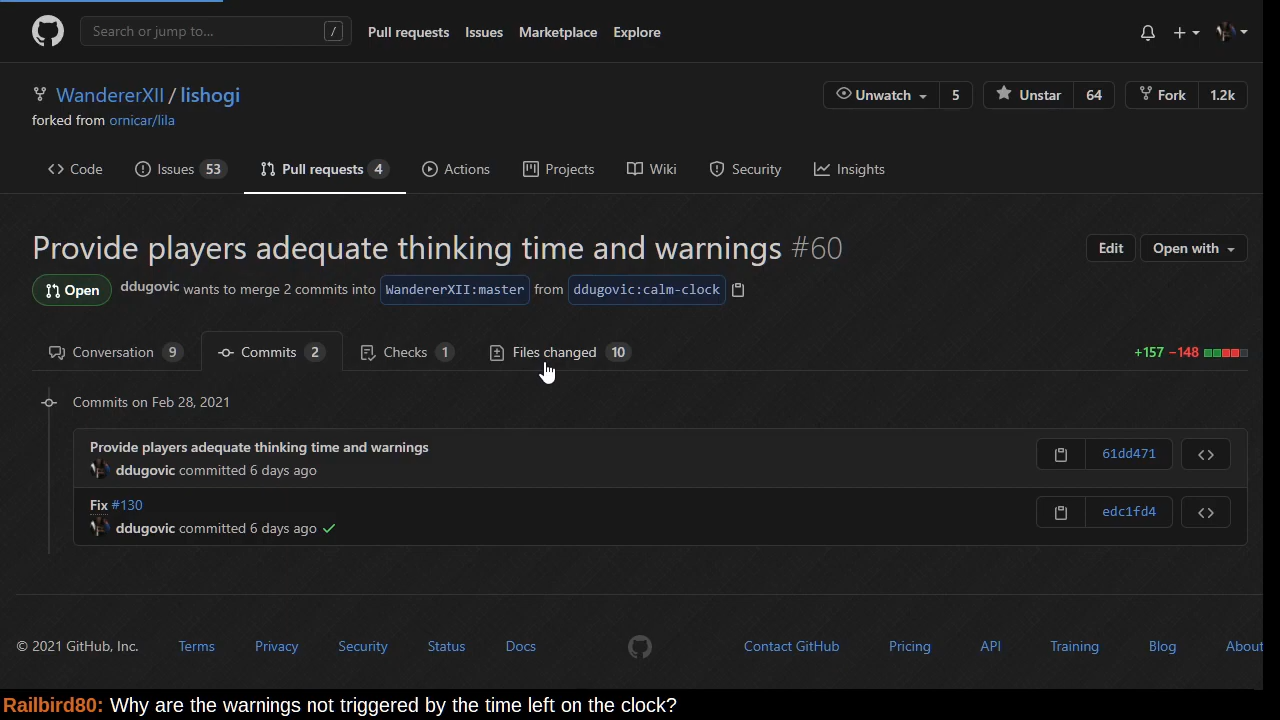 Search or jump to... /
Pull requests Issues Marketplace Explore
WandererXII / lishogi
Unwatch 5 Unstar 64 Fork 1.2k
forked from ornicar/lila
Code Issues 53 Pull requests 4 Actions Projects Wiki Security Insights
Provide players adequate thinking time and warnings #60
Edit Open with
Open ddugovic wants to merge 2 commits into WandererXII:master from ddugovic:calm-clock
Conversation 9 Commits 2 Checks 1 Files changed 10 +157 −148
Commits on Feb 28, 2021
Provide players adequate thinking time and warnings
ddugovic committed 6 days ago
61dd471
Fix #130
ddugovic committed 6 days ago
edc1fd4
© 2021 GitHub, Inc. Terms Privacy Security Status Docs Contact GitHub Pricing API Training Blog About
Railbird80: Why are the warnings not triggered by the time left on the clock?